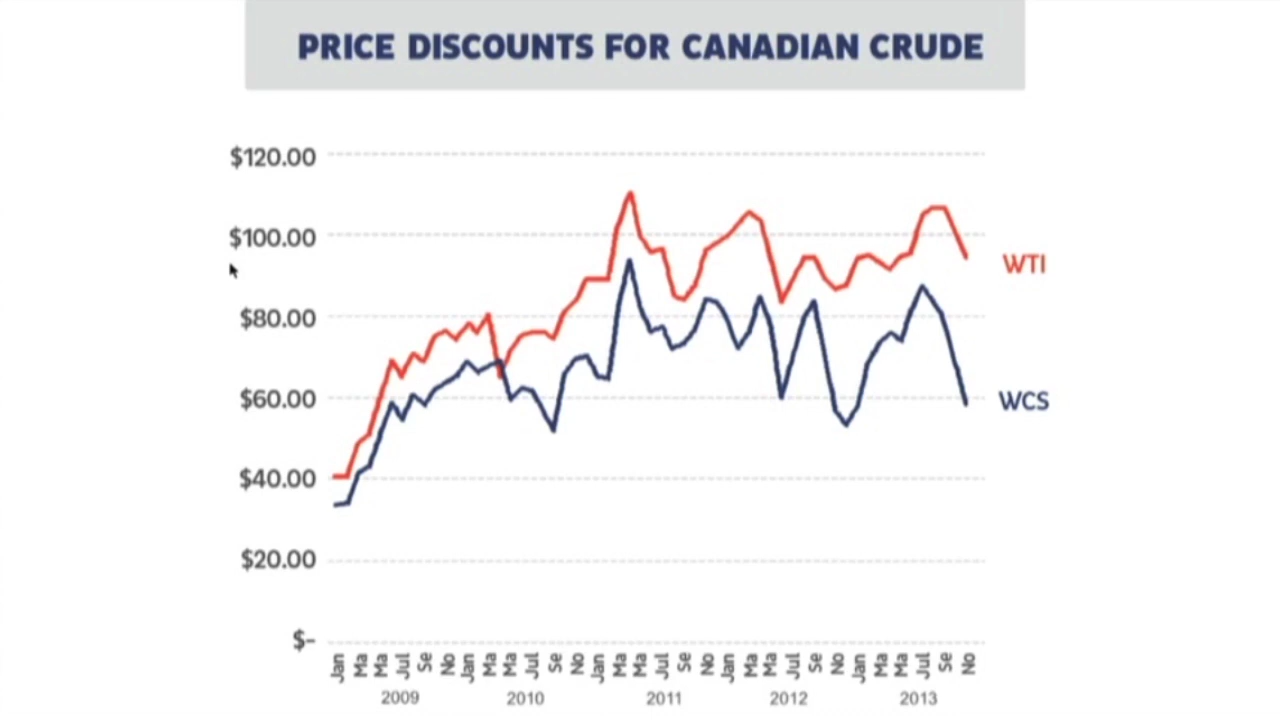 PRICE DISCOUNTS FOR CANADIAN CRUDE
$120.00
$100.00
$80.00
$60.00
$40.00
$20.00
$-
WTI
WCS
Jan Ma Ma Jul Se No Jan Ma Ma Jul Se No Jan Ma Ma Jul Se No Jan Ma Ma Jul Se No Jan Ma Ma Jul Se No
2009 2010 2011 2012 2013